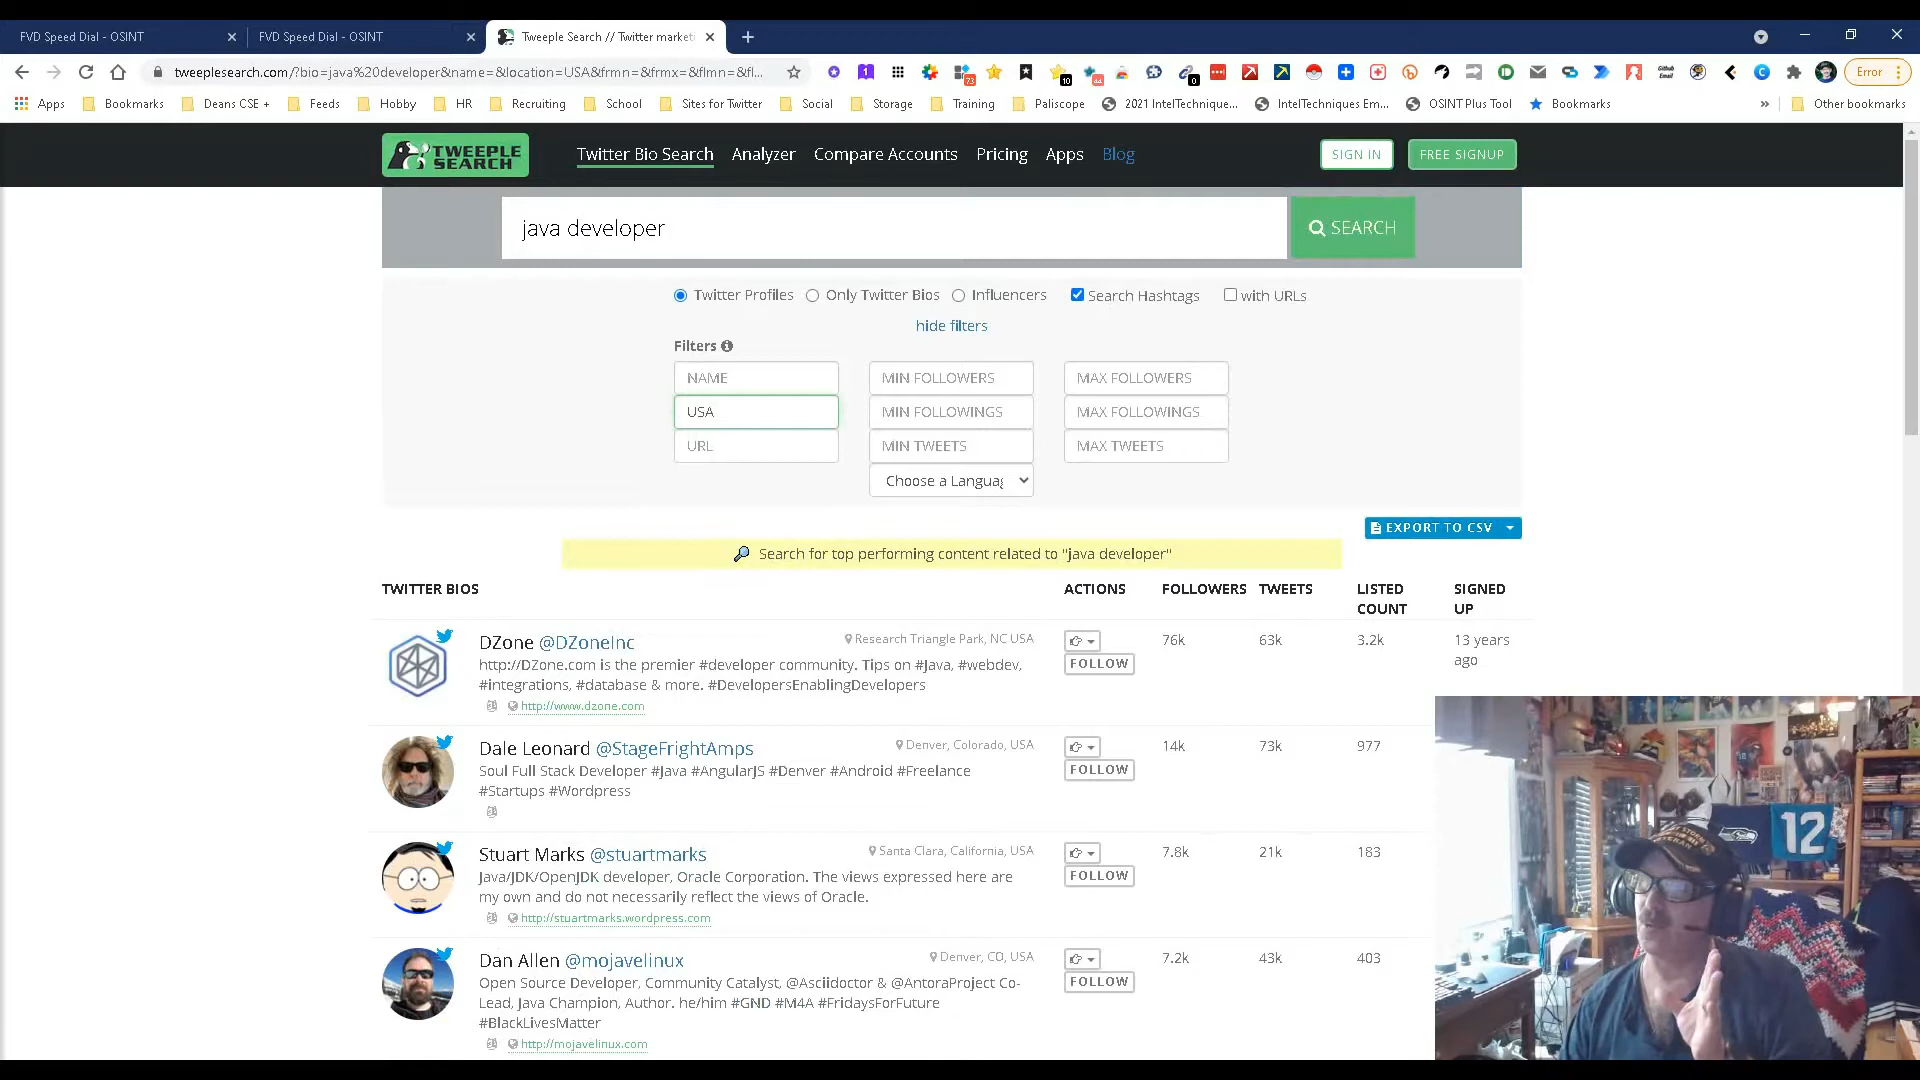 FVD Speed Dial - OSINT
FVD Speed Dial - OSINT
Tweeple Search // Twitter marketi
tweeplesearch.com/?bio=java%20developer&name=&location=USA&frmn=&frmx=&flmn=&fl...
Error
Apps
Bookmarks
Deans CSE +
Feeds
Hobby
HR
Recruiting
School
Sites for Twitter
Social
Storage
Training
Paliscope
2021 IntelTechnique...
IntelTechniques Em...
OSINT Plus Tool
Bookmarks
»
Other bookmarks
TWEEPLE
SEARCH
Twitter Bio Search
Analyzer
Compare Accounts
Pricing
Apps
Blog
SIGN IN
FREE SIGNUP
java developer
SEARCH
Twitter Profiles
Only Twitter Bios
Influencers
Search Hashtags
with URLs
hide filters
Filters
NAME
MIN FOLLOWERS
MAX FOLLOWERS
USA
MIN FOLLOWINGS
MAX FOLLOWINGS
URL
MIN TWEETS
MAX TWEETS
Choose a Languag
EXPORT TO CSV
Search for top performing content related to "java developer"
TWITTER BIOS
ACTIONS
FOLLOWERS
TWEETS
LISTED
COUNT
SIGNED
UP
DZone @DZoneInc
Research Triangle Park, NC USA
http://DZone.com is the premier #developer community. Tips on #Java, #webdev,
#integrations, #database & more. #DevelopersEnablingDevelopers
http://www.dzone.com
FOLLOW
76k
63k
3.2k
13 years
ago
Dale Leonard @StageFrightAmps
Denver, Colorado, USA
Soul Full Stack Developer #Java #AngularJS #Denver #Android #Freelance
#Startups #Wordpress
FOLLOW
14k
73k
977
Stuart Marks @stuartmarks
Santa Clara, California, USA
Java/JDK/OpenJDK developer, Oracle Corporation. The views expressed here are
my own and do not necessarily reflect the views of Oracle.
http://stuartmarks.wordpress.com
FOLLOW
7.8k
21k
183
Dan Allen @mojavelinux
Denver, CO, USA
Open Source Developer, Community Catalyst, @Asciidoctor & @AntoraProject Co-
Lead, Java Champion, Author. he/him #GND #M4A #FridaysForFuture
#BlackLivesMatter
http://mojavelinux.com
FOLLOW
7.2k
43k
403
12